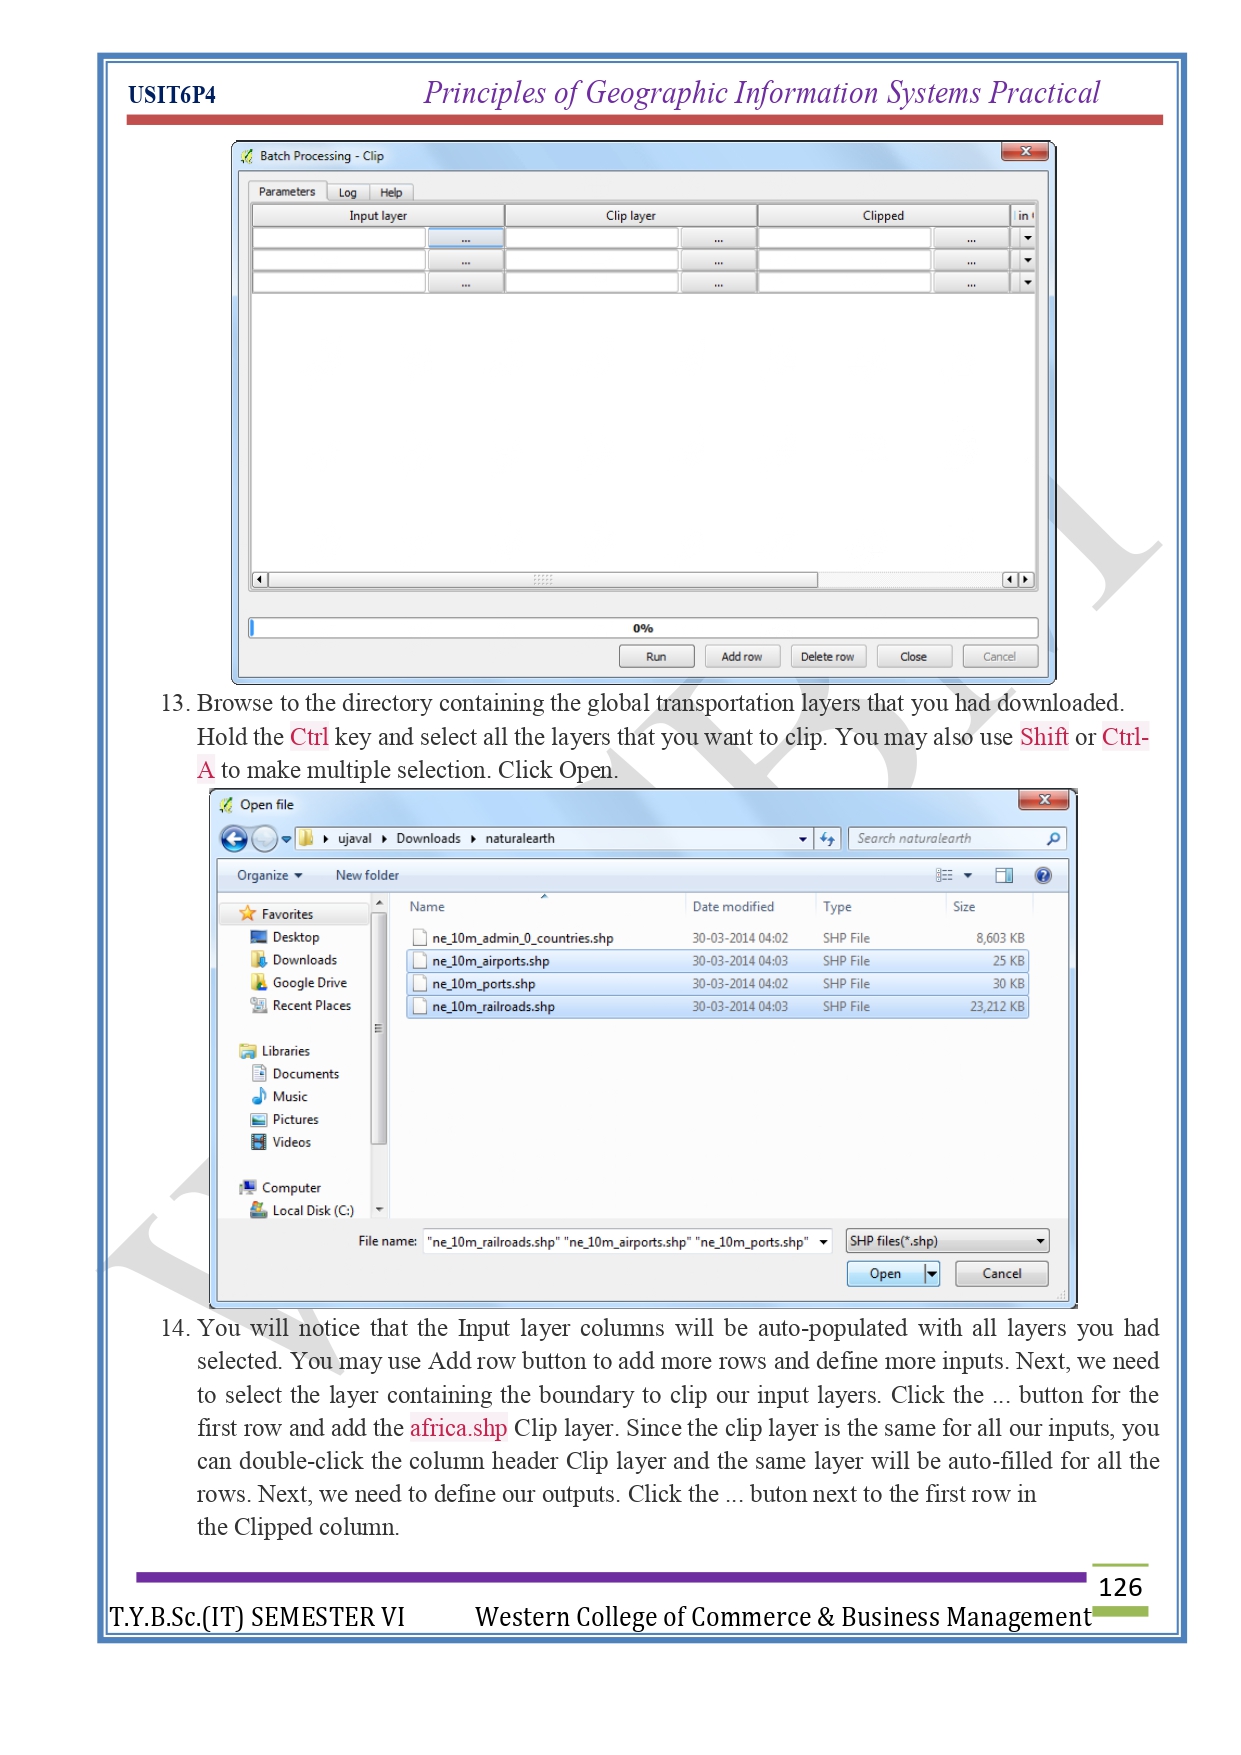 USIT6P4 Principles of Geographic Information Systems Practical
Batch Processing - Clip
Parameters Log Help
Input layer Clip layer Clipped in
... ... ...
... ... ...
... ... ...
0%
Run Add row Delete row Close Cancel
13. Browse to the directory containing the global transportation layers that you had downloaded.
Hold the Ctrl key and select all the layers that you want to clip. You may also use Shift or Ctrl-
A to make multiple selection. Click Open.
Open file
ujaval Downloads naturalearth Search naturalearth
Organize New folder
Name Date modified Type Size
Favorites
Desktop
Downloads
Google Drive
Recent Places
Libraries
Documents
Music
Pictures
Videos
Computer
Local Disk (C:)
ne_10m_admin_0_countries.shp 30-03-2014 04:02 SHP File 8,603 KB
ne_10m_airports.shp 30-03-2014 04:03 SHP File 25 KB
ne_10m_ports.shp 30-03-2014 04:02 SHP File 30 KB
ne_10m_railroads.shp 30-03-2014 04:03 SHP File 23,212 KB
File name: "ne_10m_railroads.shp" "ne_10m_airports.shp" "ne_10m_ports.shp" SHP files(*.shp)
Open Cancel
14. You will notice that the Input layer columns will be auto-populated with all layers you had
selected. You may use Add row button to add more rows and define more inputs. Next, we need
to select the layer containing the boundary to clip our input layers. Click the ... button for the
first row and add the africa.shp Clip layer. Since the clip layer is the same for all our inputs, you
can double-click the column header Clip layer and the same layer will be auto-filled for all the
rows. Next, we need to define our outputs. Click the ... buton next to the first row in
the Clipped column.
126
T.Y.B.Sc.(IT) SEMESTER VI Western College of Commerce & Business Management